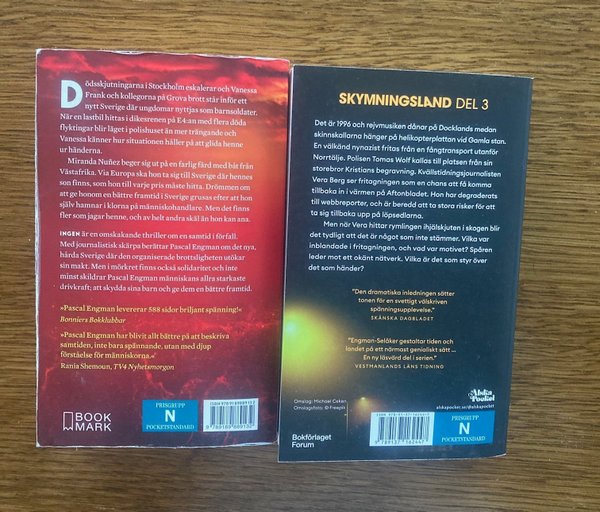 Dödsskjutningarna i Stockholm eskalerar och Vanessa
Frank och kollegorna på Grova brott står inför ett
nytt Sverige där ungdomar nyttjas som barnsoldater.
När en lastbil hittas i dikesrenen på E4:an med flera döda
flyktingar blir läget i polishuset än mer trängande och
Vanessa känner hur situationen håller på att glida henne
ur händerna.
Miranda Nuñez beger sig ut på en farlig färd med båt från
Västafrika. Via Europa ska hon ta sig till Sverige där hennes
son finns, som hon till varje pris måste hitta. Drömmen om
att ge honom en bättre framtid i Sverige grusas efter att hon
själv hamnar i klorna på människohandlare. Men det finns
fler som jagar henne, och av helt andra skäl än hon kan ana.
INGEN är en omskakande thriller om en samtid i förfall.
Med journalistisk skärpa berättar Pascal Engman om det nya,
hårda Sverige där den organiserade brottsligheten utökar
sin makt. Men i mörkret finns också solidaritet och inte
minst skildrar Pascal Engman människans allra starkaste
drivkraft; att skydda sina barn och ge dem en bättre framtid.
»Pascal Engman levererar 588 sidor briljant spänning!«
Bonniers Bokklubbar
»Pascal Engman har blivit allt bättre på att beskriva
samtiden, inte bara spännande, utan med djup
förståelse för människorna.«
Rania Shemoun, TV4 Nyhetsmorgon
BOOK
MARK
PRISGRUPP
N
POCKETSTANDARD
9 789189 889132
SKYMNINGSLAND DEL 3
Det är 1996 och rejvmusiken dånar på Docklands medan
skinnskallarna hänger på helikopterplattan vid Gamla stan.
En välkänd nynazist fritas från en fångtransport utanför
Norrtälje. Polisen Tomas Wolf kallas till platsen från sin
storebror Kristians begravning. Kvällstidningsjournalisten
Vera Berg ser fritagningen som en chans att få komma
tillbaka in i värmen på Aftonbladet. Hon har degraderats
till webbreporter, och är beredd att ta stora risker för att
ta sig tillbaka upp på löpsedlarna.
Men när Vera hittar rymlingen ihjälskjuten i skogen blir
det tydligt att det är något som inte stämmer. Vilka var
inblandade i fritagningen, och vad var motivet? Spåren
leder mot ett okänt nätverk. Vilka är det som styr över
det som händer?
"Den dramatiska inledningen sätter
tonen för en svettigt välskriven
spänningsupplevelse."
SKÅNSKA DAGBLADET
"Engman-Selåker gestaltar tiden och
landet på ett närmast genialiskt sätt ...
En ny läsvärd del i serien."
VESTMANLANDS LÄNS TIDNING
Omslag: Michael Ceken
Omslagsfoto: © Freepik
Bokförlaget
Forum
9 789137 162447
Älska
Pocket
alskapocket.se/@alskapocket
PRISGRUPP
N
POCKETSTANDARD